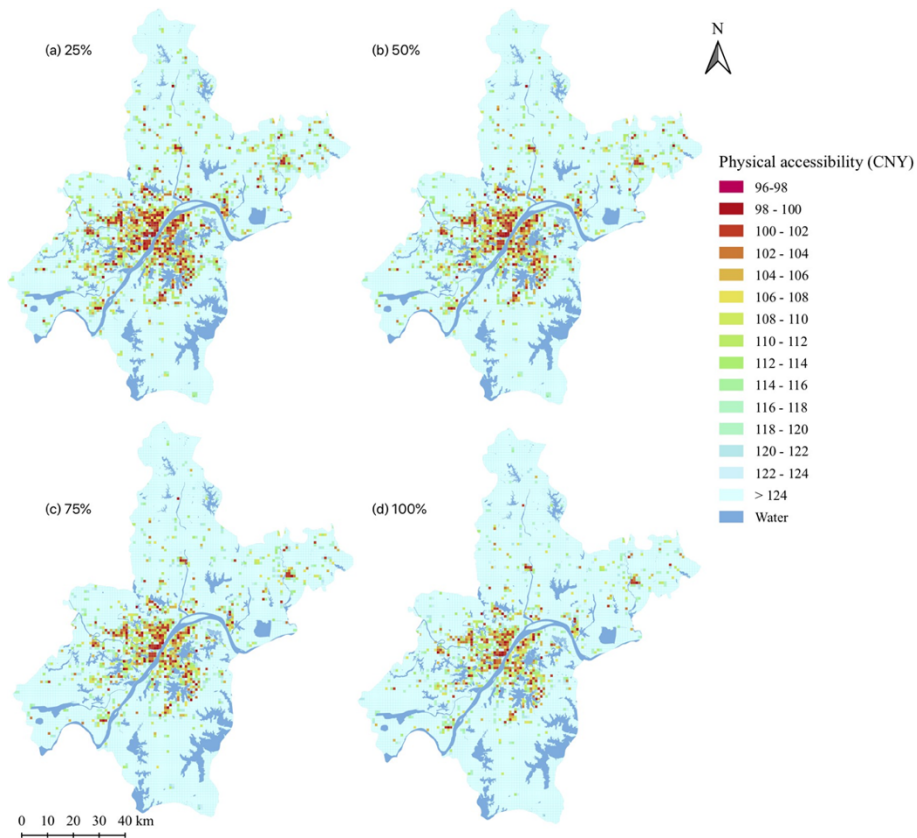 (a) 25%
(b) 50%
N
Physical accessibility (CNY)
96-98
98 - 100
100 - 102
102 - 104
104 - 106
106 - 108
108 - 110
110 - 112
112 - 114
114 - 116
116 - 118
118 - 120
120 - 122
122 - 124
> 124
Water
(c) 75%
(d) 100%
0 10 20 30 40 km